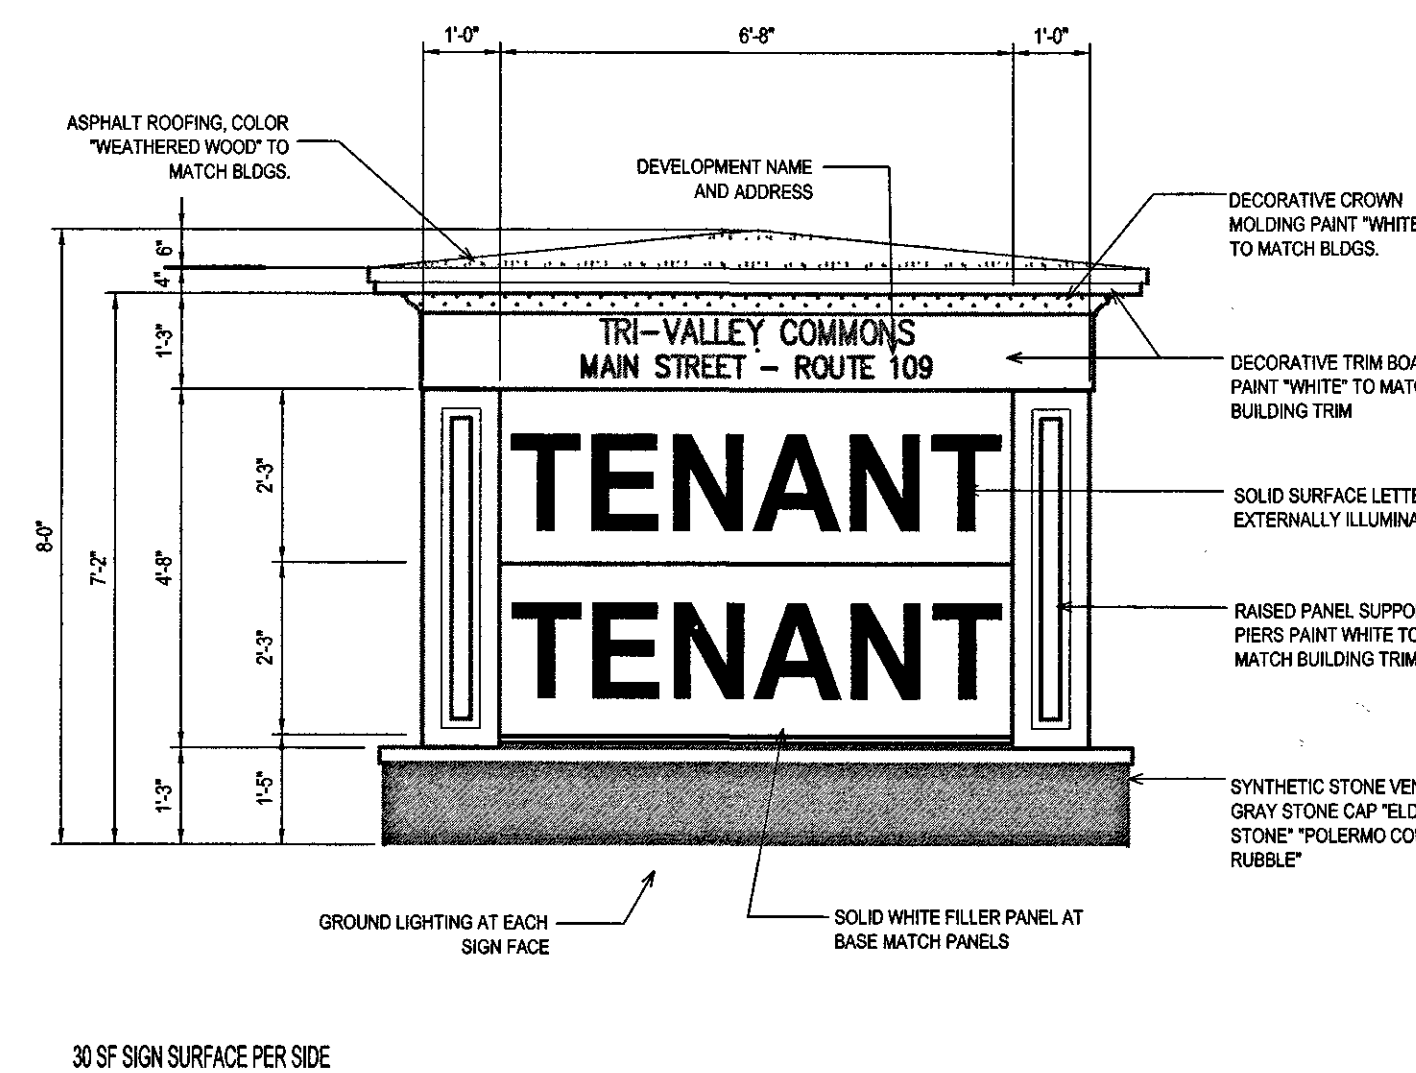 1'-0" 6'-8" 1'-0"
ASPHALT ROOFING, COLOR
"WEATHERED WOOD" TO
MATCH BLDGS.
DEVELOPMENT NAME
AND ADDRESS
DECORATIVE CROWN
MOLDING PAINT "WHITE
TO MATCH BLDGS.
6"
4"
1'-3"
TRI-VALLEY COMMONS
MAIN STREET - ROUTE 109
DECORATIVE TRIM BOA
PAINT "WHITE" TO MATC
BUILDING TRIM
TENANT
2'-3"
SOLID SURFACE LETTE
EXTERNALLY ILLUMINA
8'-0"
7'-2"
4'-8"
TENANT
2'-3"
RAISED PANEL SUPPO
PIERS PAINT WHITE TO
MATCH BUILDING TRIM
1'-3"
1'-5"
SYNTHETIC STONE VEN
GRAY STONE CAP "ELD
STONE" "POLERMO CO
RUBBLE"
GROUND LIGHTING AT EACH
SIGN FACE
SOLID WHITE FILLER PANEL AT
BASE MATCH PANELS
30 SF SIGN SURFACE PER SIDE